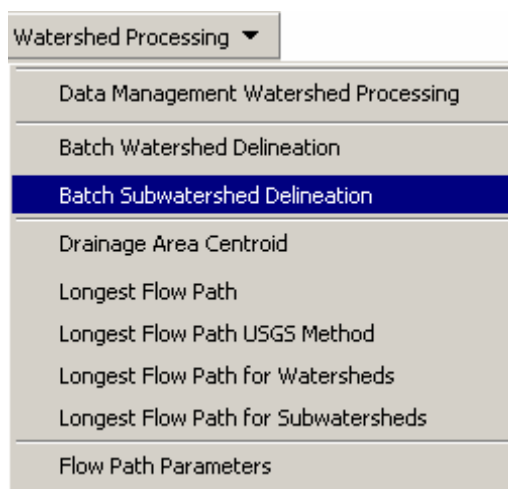 Watershed Processing
Data Management Watershed Processing
Batch Watershed Delineation
Batch Subwatershed Delineation
Drainage Area Centroid
Longest Flow Path
Longest Flow Path USGS Method
Longest Flow Path for Watersheds
Longest Flow Path for Subwatersheds
Flow Path Parameters